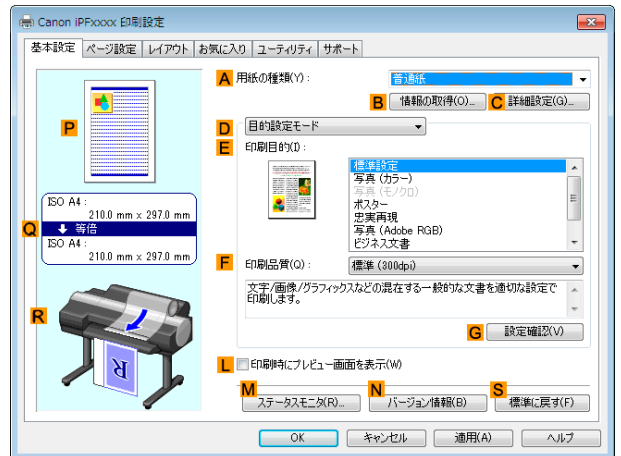 Canon iPFxxxx 印刷設定
基本設定 ページ設定 レイアウト お気に入り ユーティリティ サポート
A 用紙の種類(Y): 普通紙
B 情報の取得(O)... C 詳細設定(G)...
P
D 目的設定モード
E 印刷目的(I):
標準設定
写真 (カラー)
写真 (モノクロ)
ポスター
忠実再現
写真 (Adobe RGB)
ビジネス文書
ISO A4 :
210.0 mm x 297.0 mm
Q 等倍
ISO A4 :
210.0 mm x 297.0 mm
F 印刷品質(Q): 標準 (300dpi)
文字/画像/グラフィックスなどの混在する一般的な文書を適切な設定で
印刷します。
R
G 設定確認(V)
R
L 印刷時にプレビュー画面を表示(W)
M ステータスモニタ(R)... N バージョン情報(B) S 標準に戻す(F)
OK キャンセル 適用(A) ヘルプ